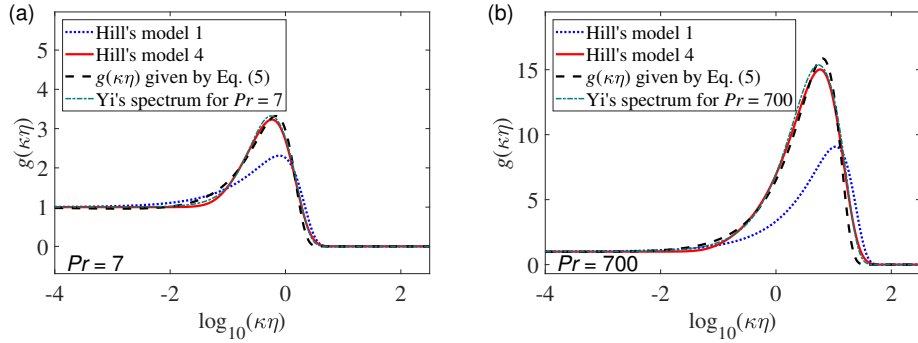 (a)
Hill's model 1
Hill's model 4
g(κη) given by Eq. (5)
Yi's spectrum for Pr = 7
g(κη)
5
4
3
2
1
0
Pr = 7
-4
-2
0
2
log10(κη)
(b)
Hill's model 1
Hill's model 4
g(κη) given by Eq. (5)
Yi's spectrum for Pr = 700
g(κη)
15
10
5
0
Pr = 700
-4
-2
0
2
log10(κη)